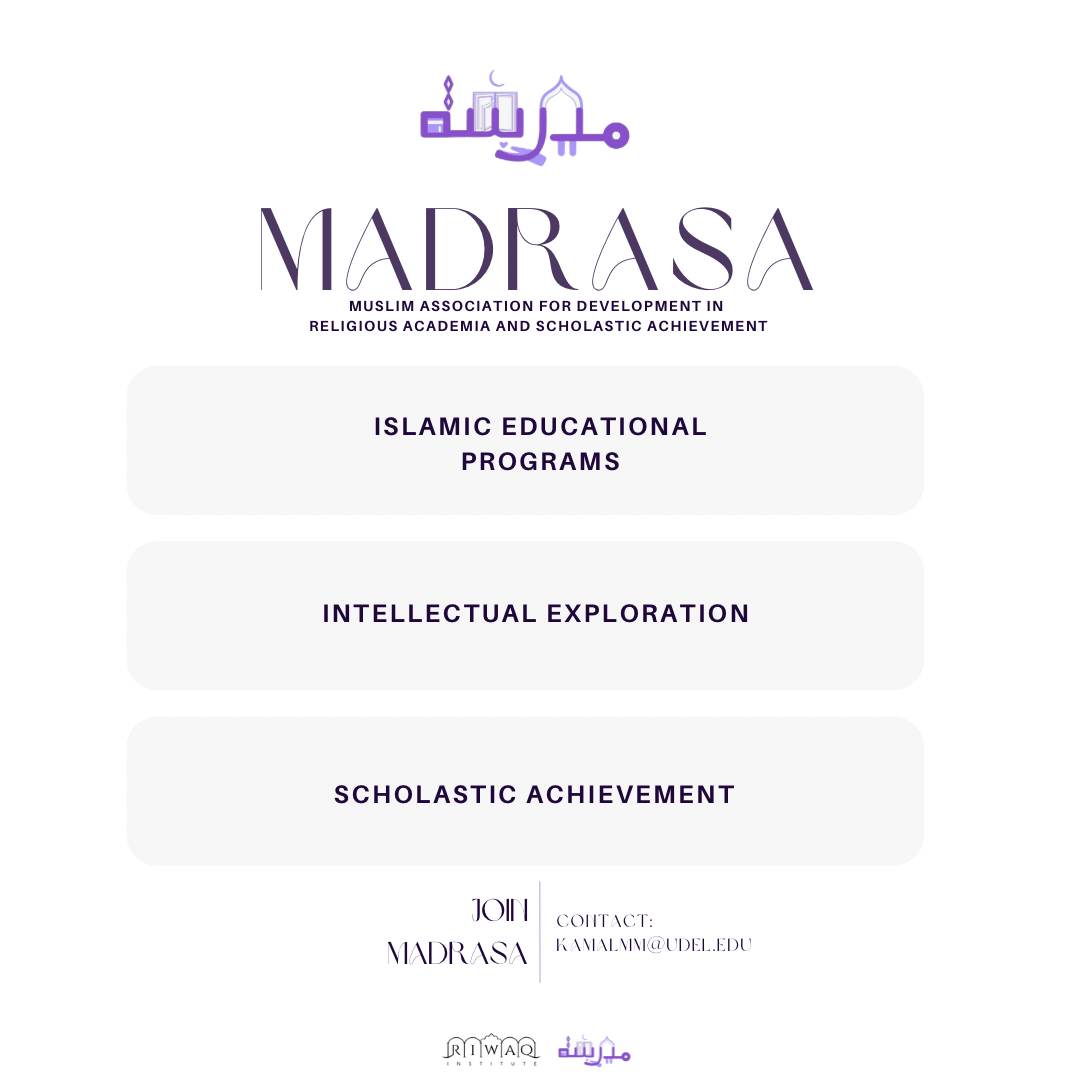 مدرسة
MADRASA
MUSLIM ASSOCIATION FOR DEVELOPMENT IN
RELIGIOUS ACADEMIA AND SCHOLASTIC ACHIEVEMENT
ISLAMIC EDUCATIONAL
PROGRAMS
INTELLECTUAL EXPLORATION
SCHOLASTIC ACHIEVEMENT
JOIN
MADRASA
CONTACT:
KAMALMM@UDEL.EDU
RIWAQ
INSTITUTE
مدرسة